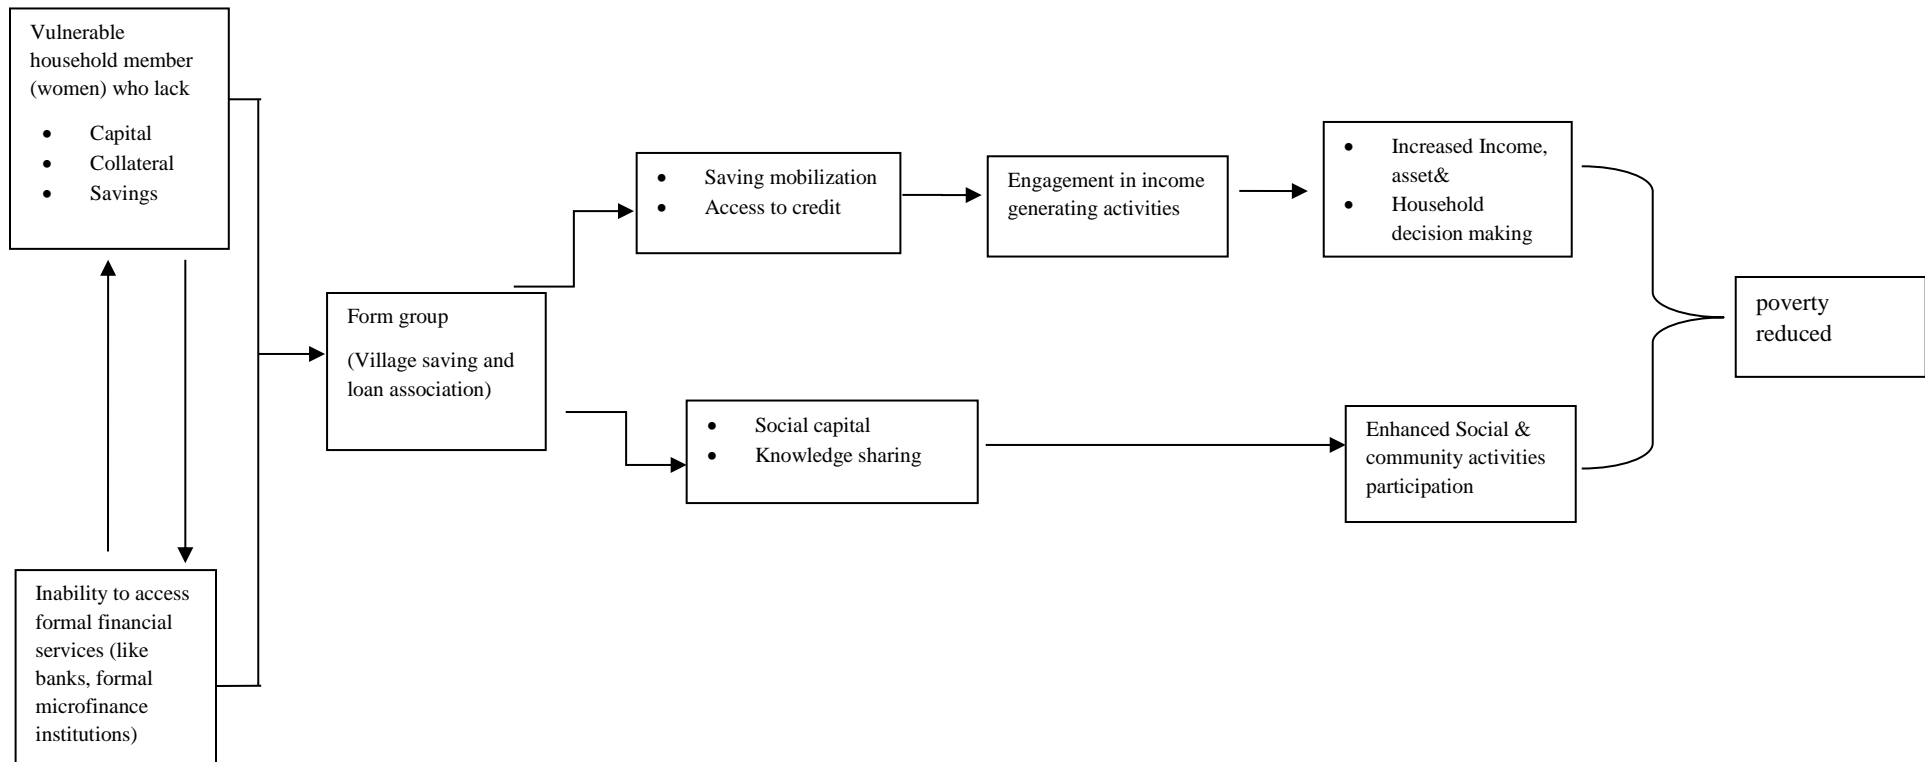 Vulnerable
household member
(women) who lack
• Capital
• Collateral
• Savings
Inability to access
formal financial
services (like
banks, formal
microfinance
institutions)
Form group
(Village saving and
loan association)
• Saving mobilization
• Access to credit
Engagement in income
generating activities
• Increased Income,
asset&
• Household
decision making
• Social capital
• Knowledge sharing
Enhanced Social &
community activities
participation
poverty
reduced